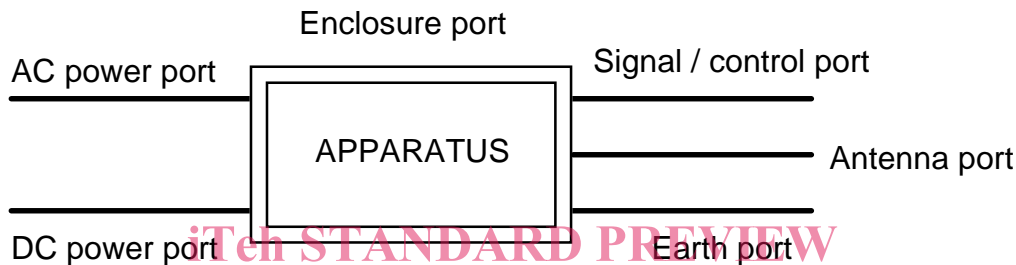 Enclosure port
AC power port
Signal / control port
APPARATUS
Antenna port
DC power port
Earth port
iTeh STANDARD PREVIEW